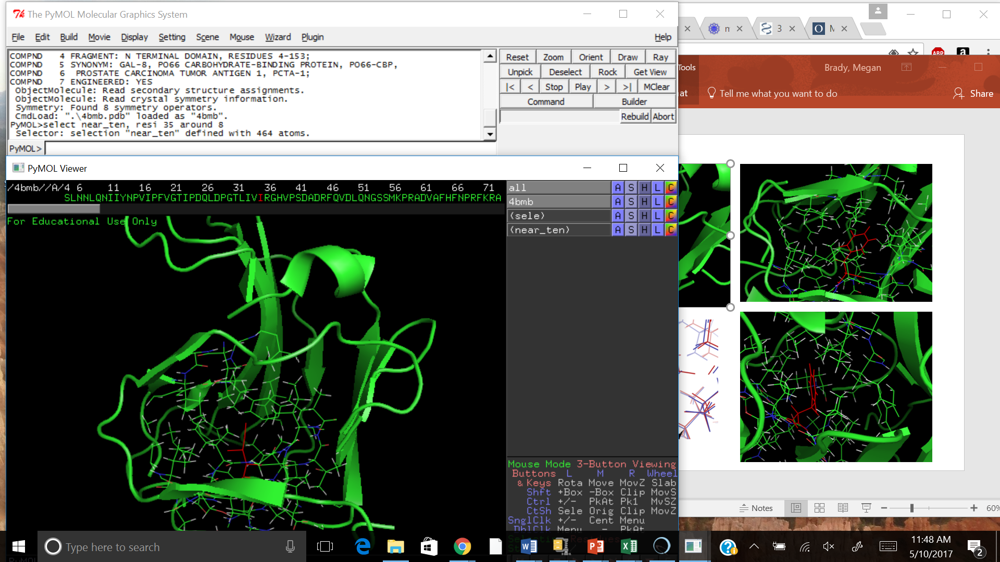 The PyMOL Molecular Graphics System
File Edit Build Movie Display Setting Scene Mouse Wizard Plugin Help
COMPND 4 FRAGMENT: N TERMINAL DOMAIN, RESIDUES 4-153;
COMPND 5 SYNONYM: GAL-8, PO66 CARBOHYDRATE-BINDING PROTEIN, PO66-CBP,
COMPND 6 PROSTATE CARCINOMA TUMOR ANTIGEN 1, PCTA-1;
COMPND 7 ENGINEERED: YES
ObjectMolecule: Read secondary structure assignments.
ObjectMolecule: Read crystal symmetry information.
Symmetry: Found 8 symmetry operators.
CmdLoad: ".\4bmb.pdb" loaded as "4bmb".
PyMOL>select near_ten, resi 35 around 8
Selector: selection "near_ten" defined with 464 atoms.
PyMOL>
Reset Zoom Orient Draw Ray
Unpick Deselect Rock Get View
|< < Stop Play > >| MClear
Command Builder
Rebuild Abort
PyMOL Viewer
/4bmb//A/4 6 11 16 21 26 31 36 41 46 51 56 61 66 71
SLNNLQNIIYNPVIPFVGTIPDQLDPGTLIVIRGHVPSDADRFQVDLQNGSSMKPRADVAFHFNPRFKRA
For Educational Use Only
all A S H L C
4bmb A S H L C
(sele) A S H L C
(near_ten) A S H L C
Mouse Mode 3-Button Viewing
Buttons L M R Wheel
& Keys Rota Move MovZ Slab
Shft +Box -Box Clip MovS
Ctrl +/- PkAt Pk1 MvSZ
CtSh Sele Orig Clip MovZ
SnglClk +/- Cent Menu
DblClk Menu - PkAt
n
3
O
ABP
a
Tools
Brady, Megan
at
Tell me what you want to do
Share
Notes
60%
Type here to search
11:48 AM
5/10/2017
2